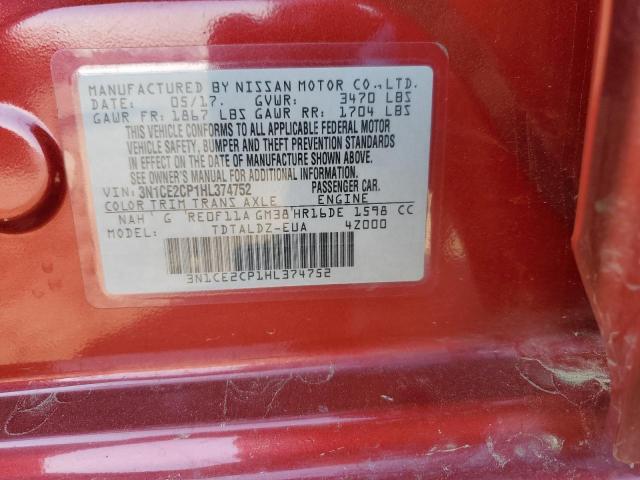 MANUFACTURED BY NISSAN MOTOR CO.,LTD.
DATE: 05/17. GVWR: 3470 LBS
GAWR FR: 1867 LBS GAWR RR: 1704 LBS
THIS VEHICLE CONFORMS TO ALL APPLICABLE FEDERAL MOTOR
VEHICLE SAFETY, BUMPER AND THEFT PREVENTION STANDARDS
IN EFFECT ON THE DATE OF MANUFACTURE SHOWN ABOVE.
SEE OWNER'S MANUAL FOR ADDITIONAL INFORMATION.
VIN: 3N1CE2CP1HL374752 PASSENGER CAR.
COLOR TRIM TRANS AXLE ENGINE
NAH G RE0F11A GM38 HR16DE 1598 CC
MODEL: TDTALDZ-EUA 4Z000
3N1CE2CP1HL374752